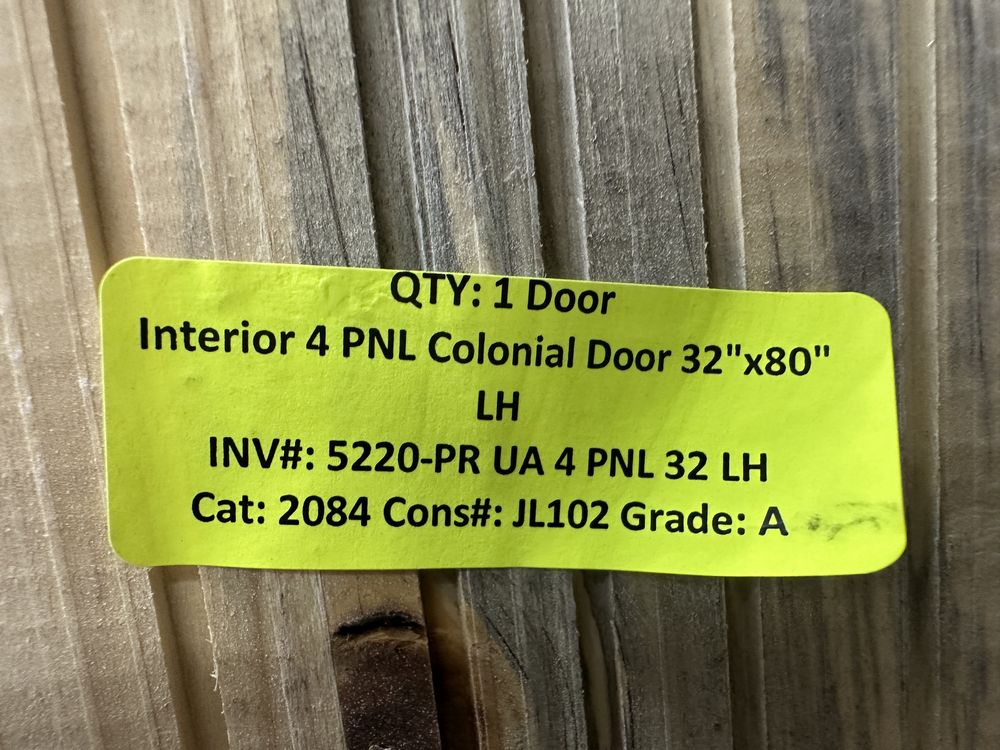 QTY: 1 Door
Interior 4 PNL Colonial Door 32"x80"
LH
INV#: 5220-PR UA 4 PNL 32 LH
Cat: 2084 Cons#: JL102 Grade: A